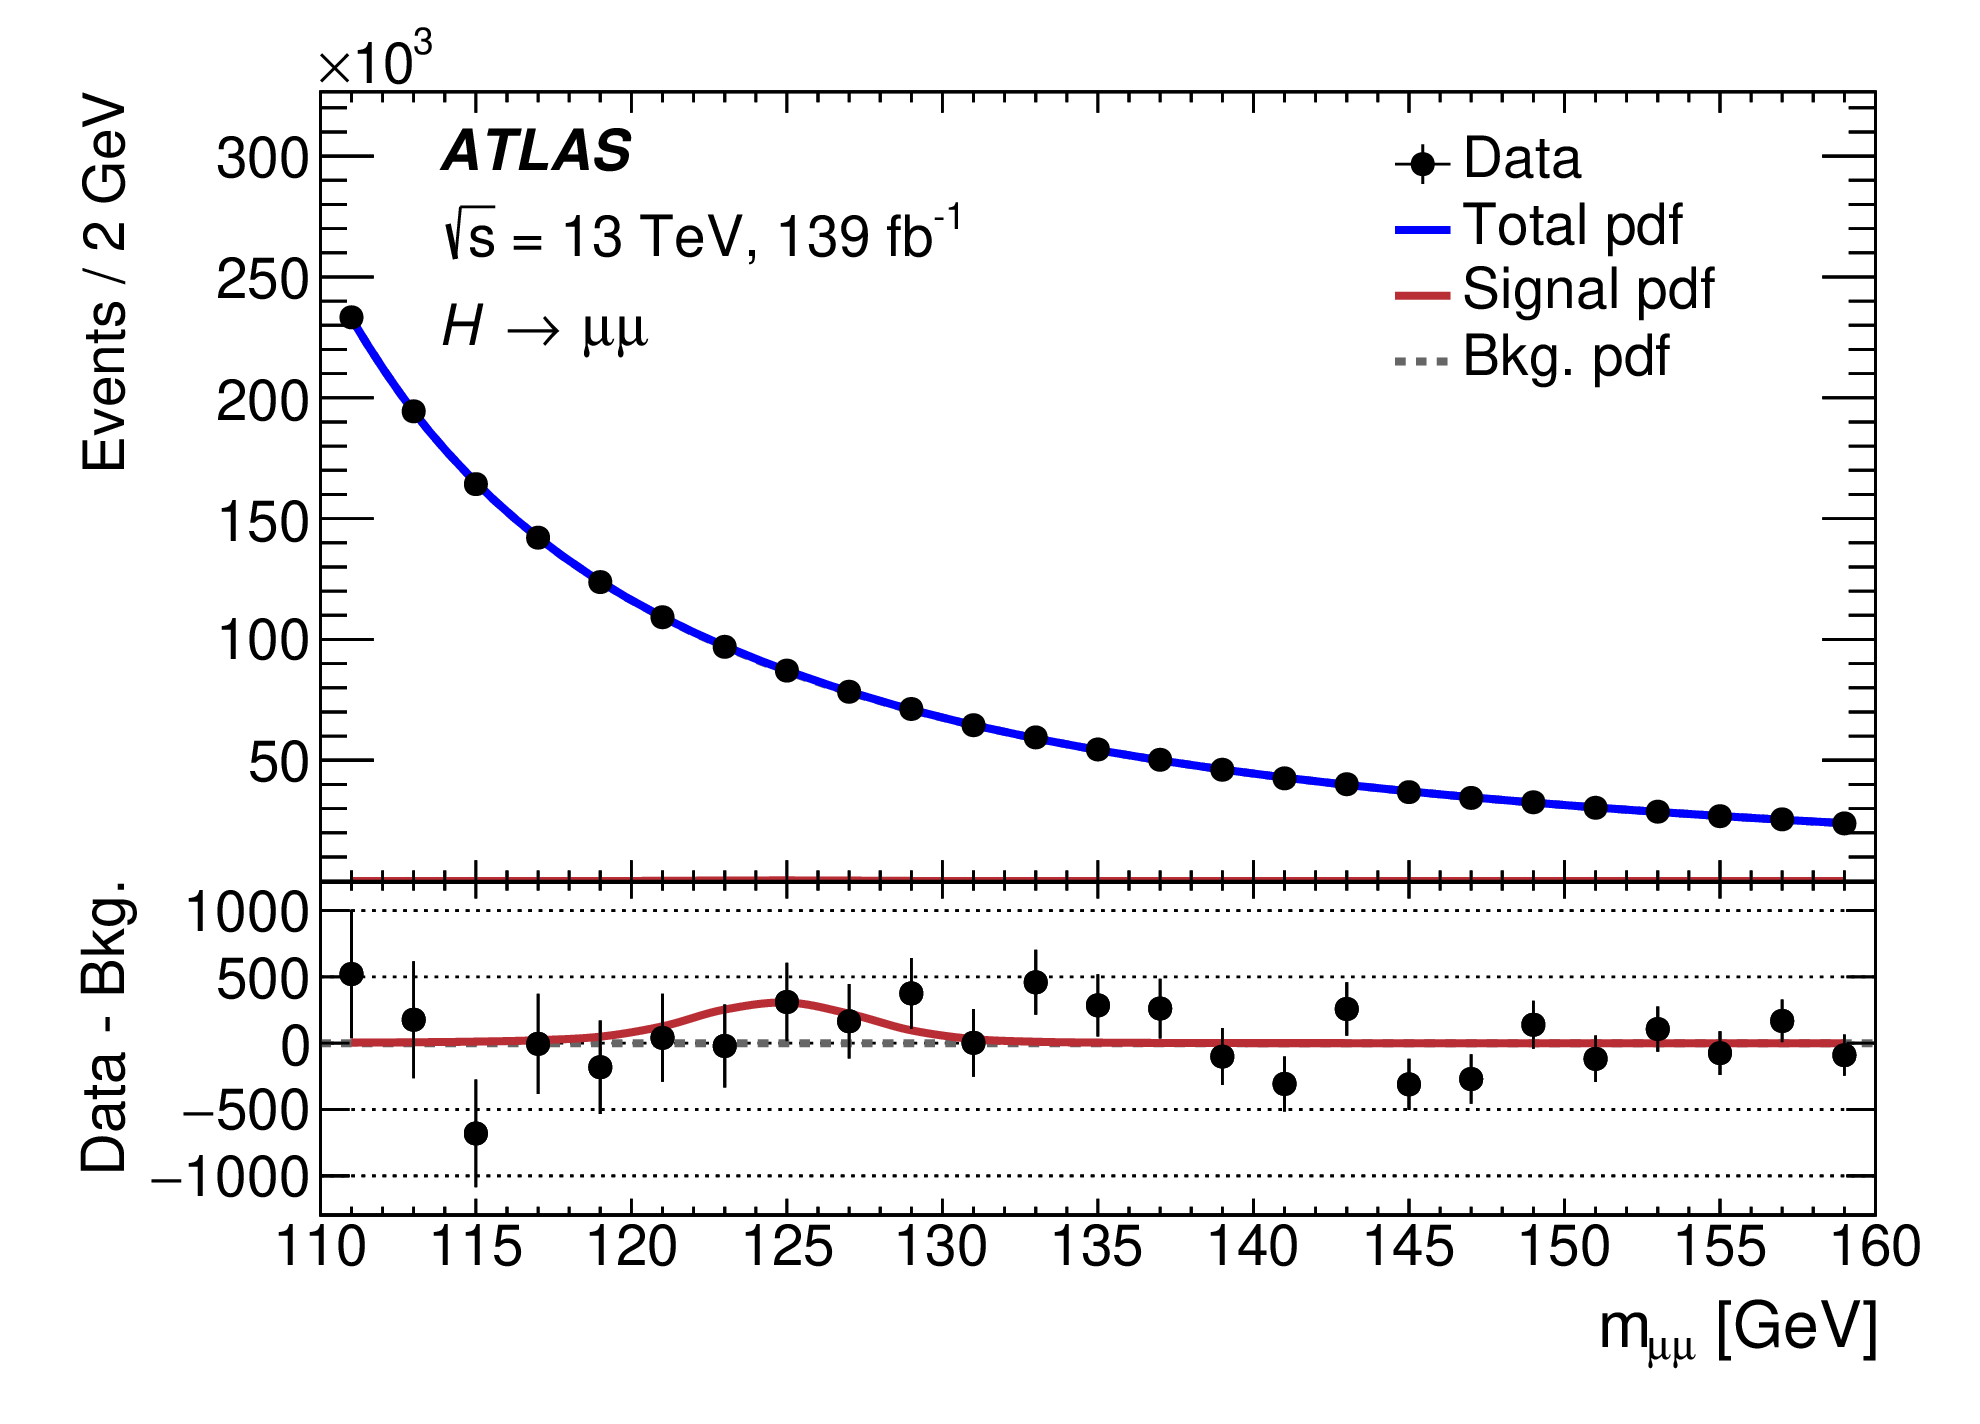 ×10³
Events / 2 GeV
300
250
200
150
100
50
ATLAS
√s = 13 TeV, 139 fb⁻¹
H → μμ
Data
Total pdf
Signal pdf
Bkg. pdf
Data - Bkg.
1000
500
0
−500
−1000
110 115 120 125 130 135 140 145 150 155 160
m_μμ [GeV]